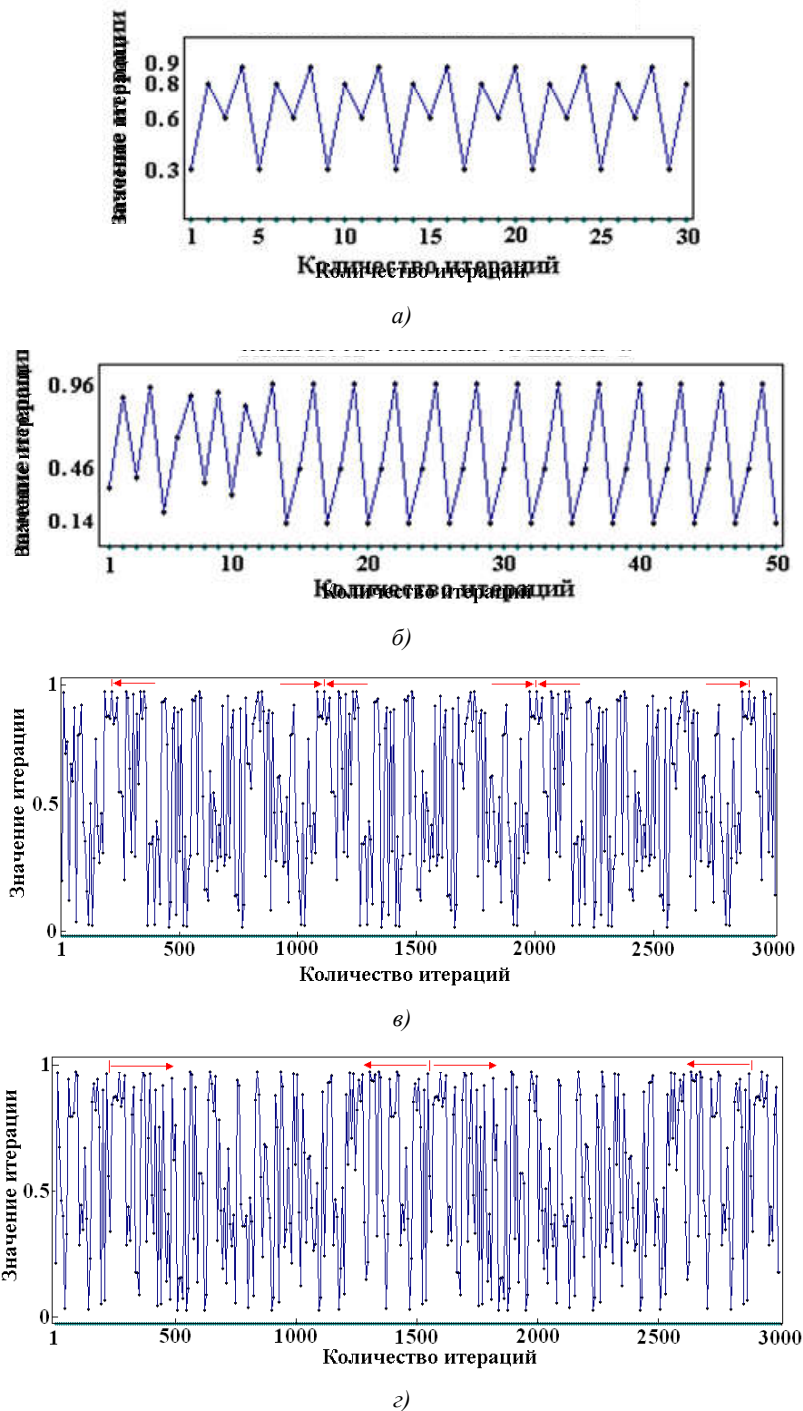 Значение итерации
0.9
0.8
0.6
0.3
1 5 10 15 20 25 30
Количество итераций
а)
Значение итерации
0.96
0.46
0.14
1 10 20 30 40 50
Количество итераций
б)
Значение итерации
1
0.5
0
1 500 1000 1500 2000 2500 3000
Количество итераций
в)
Значение итерации
1
0.5
0
1 500 1000 1500 2000 2500 3000
Количество итераций
г)